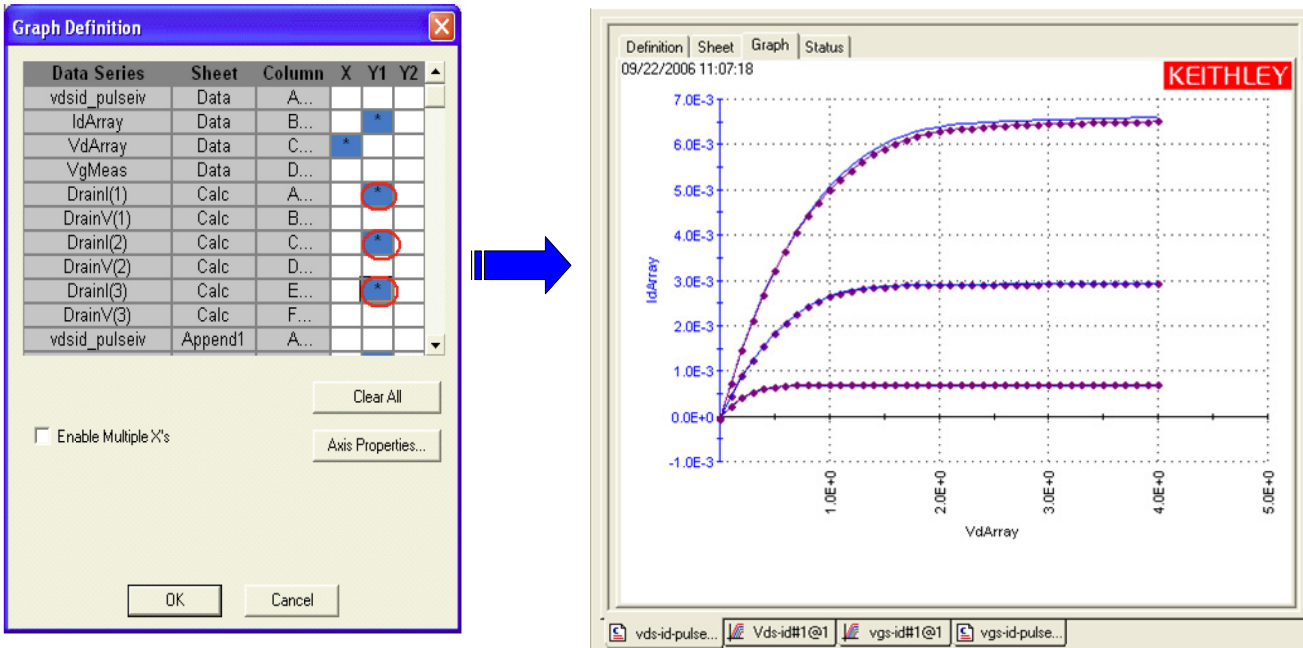 Graph Definition
Data Series Sheet Column X Y1 Y2
vdsid_pulseiv Data A...
IdArray Data B... *
VdArray Data C... *
VgMeas Data D...
DrainI(1) Calc A... *
DrainV(1) Calc B...
DrainI(2) Calc C... *
DrainV(2) Calc D...
DrainI(3) Calc E... *
DrainV(3) Calc F...
vdsid_pulseiv Append1 A...
Clear All
Enable Multiple X's
Axis Properties...
OK Cancel
Definition Sheet Graph Status
09/22/2006 11:07:18
KEITHLEY
7.0E-3
6.0E-3
5.0E-3
4.0E-3
3.0E-3
2.0E-3
1.0E-3
0.0E+0
-1.0E-3
IdArray
1.0E+0 2.0E+0 3.0E+0 4.0E+0 5.0E+0
VdArray
vds-id-pulse... Vds-id#1@1 vgs-id#1@1 vgs-id-pulse...